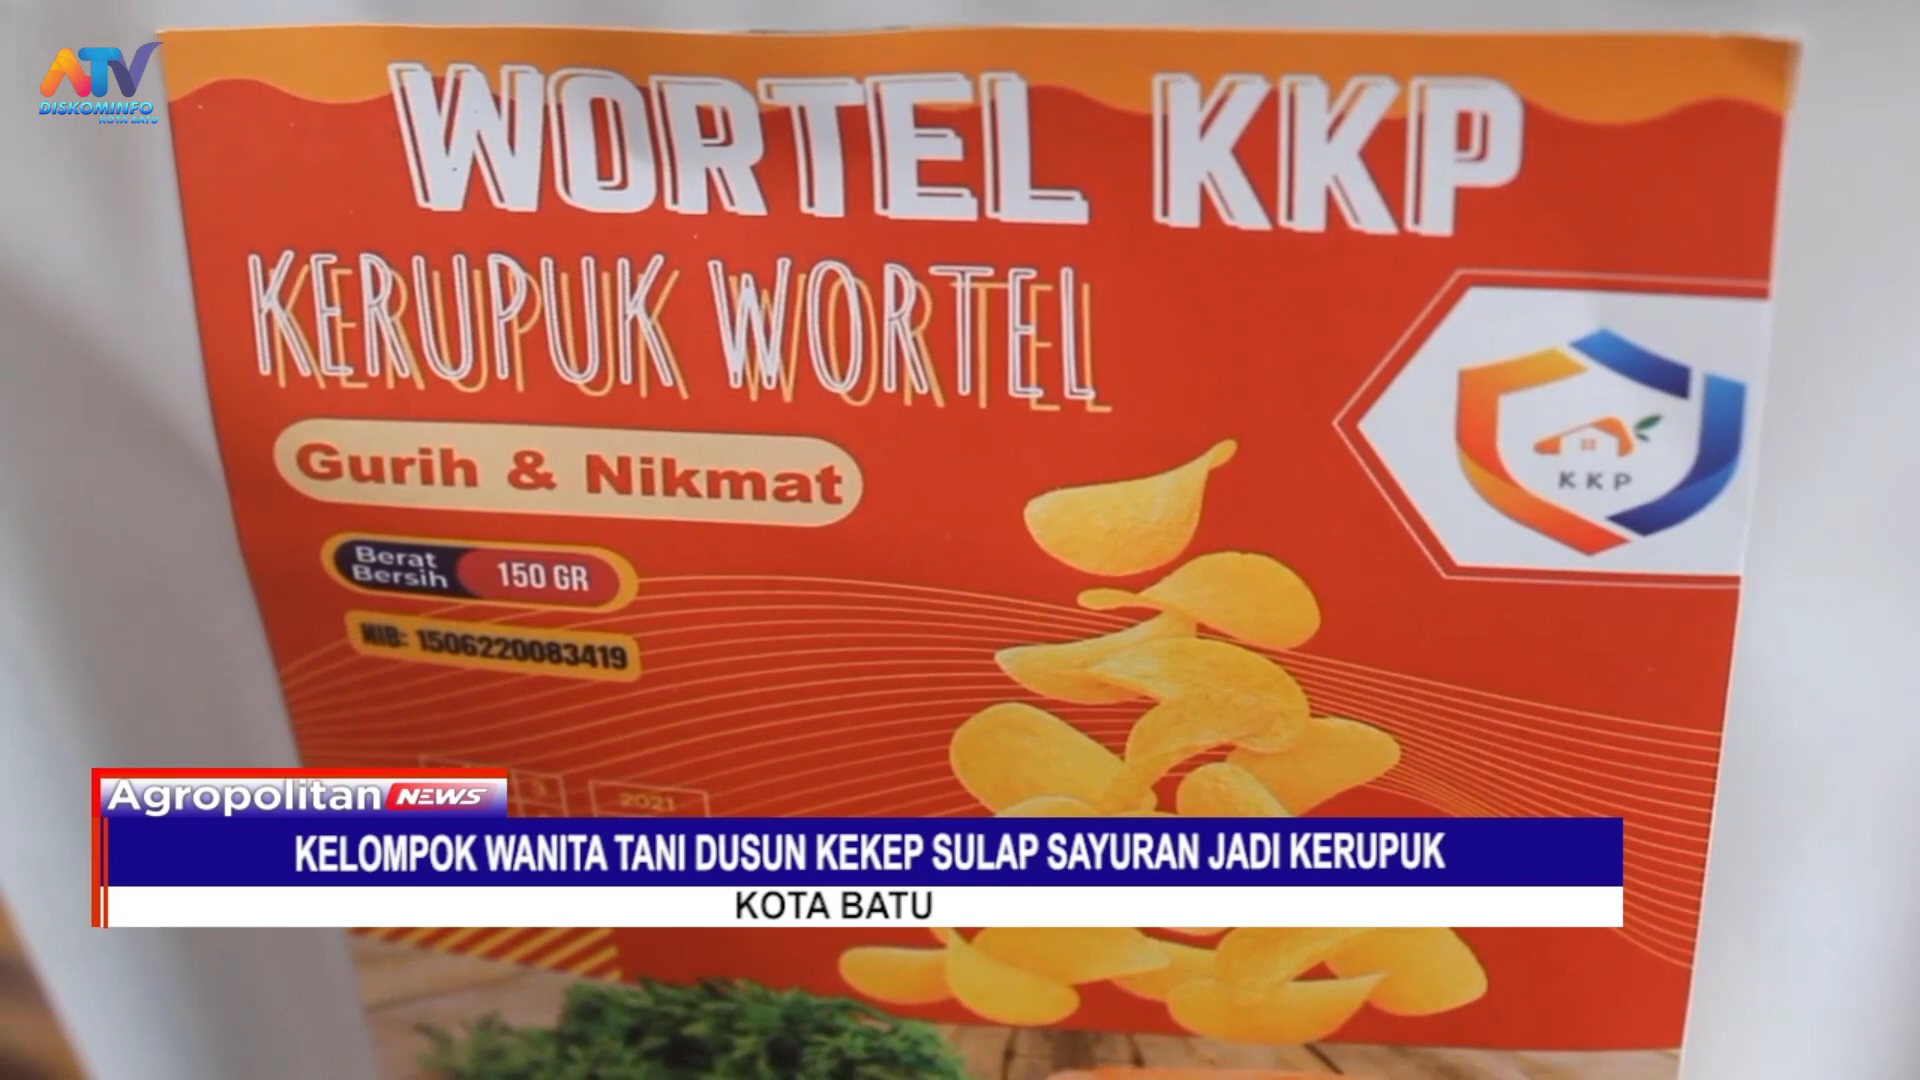 ATV
DISKOMINFO
KOTA BATU
WORTEL KKP
KERUPUK WORTEL
Gurih & Nikmat
KKP
Berat
Bersih
150 GR
NIB: 1506220083419
3
2021
Agropolitan NEWS
KELOMPOK WANITA TANI DUSUN KEKEP SULAP SAYURAN JADI KERUPUK
KOTA BATU